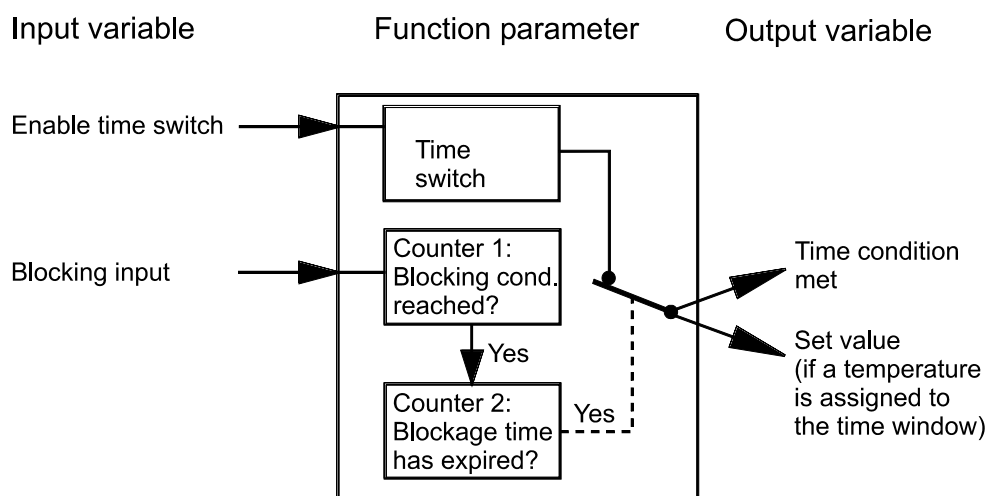 Input variable
Function parameter
Output variable
Enable time switch
Time
switch
Blocking input
Counter 1:
Blocking cond.
reached?
Yes
Counter 2:
Blockage time
has expired?
Yes
Time condition
met
Set value
(if a temperature
is assigned to
the time window)